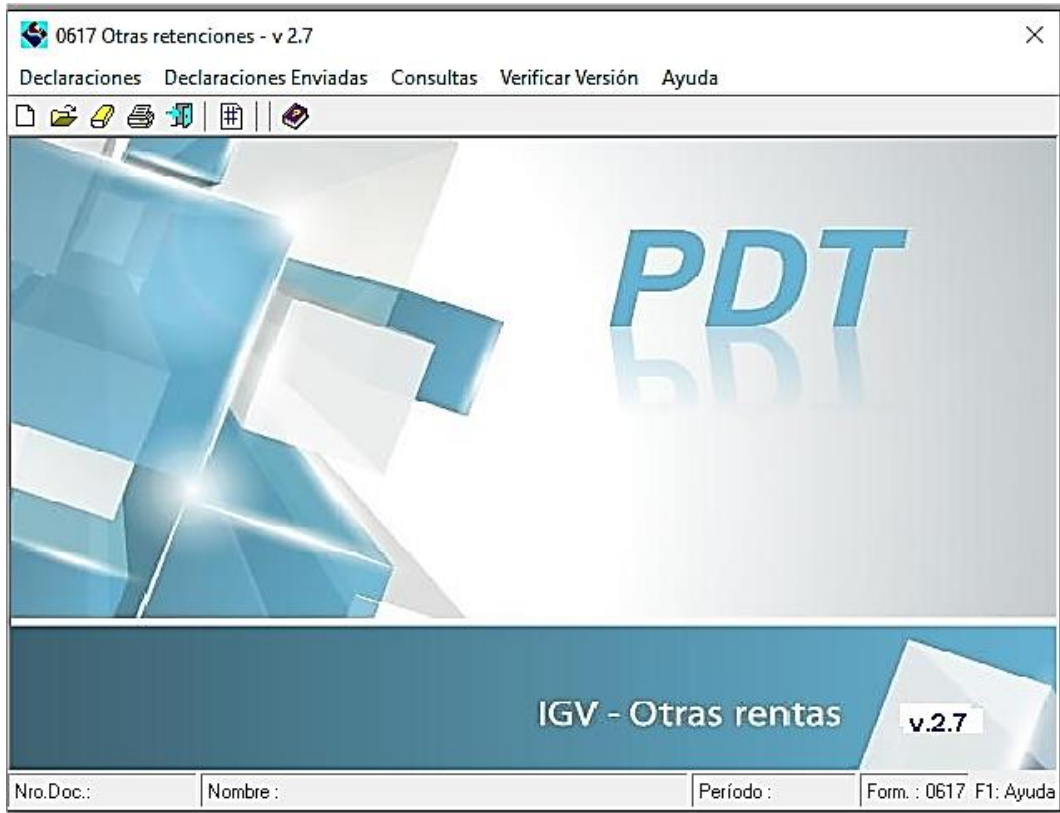 0617 Otras retenciones - v 2.7
Declaraciones Declaraciones Enviadas Consultas Verificar Versión Ayuda
PDT
IGV - Otras rentas
v.2.7
Nro.Doc.: Nombre : Período : Form. : 0617 F1: Ayuda